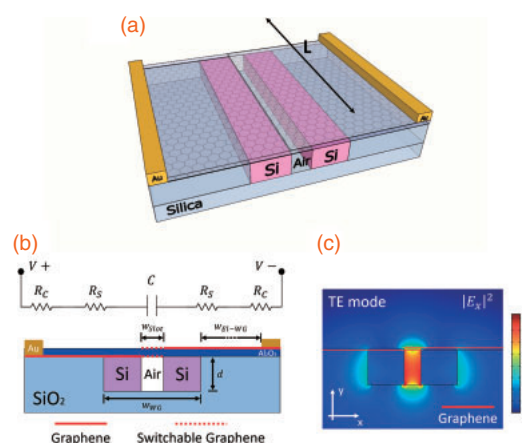 (a)
L
Au
Si
Air
Si
Au
Silica
(b)
V +
R_C
R_S
C
R_S
R_C
V −
w_Slot
w_Si−WG
Au
Al₂O₃
Si
Air
Si
d
SiO₂
w_WG
Graphene
Switchable Graphene
(c)
TE mode
|E_x|²
y
x
Graphene